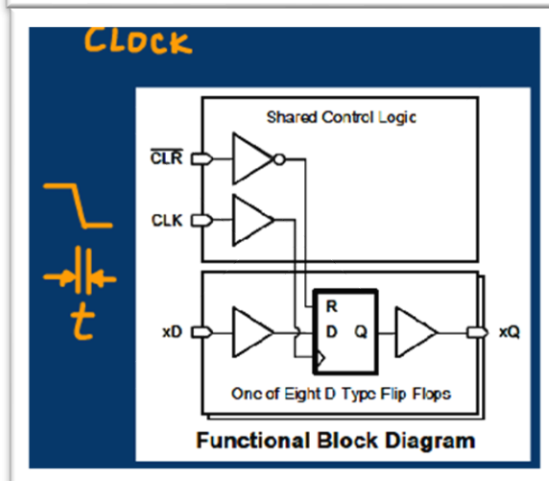 CLOCK
Shared Control Logic
CLR
CLK
t
R
xD
D Q
xQ
One of Eight D Type Flip Flops
Functional Block Diagram